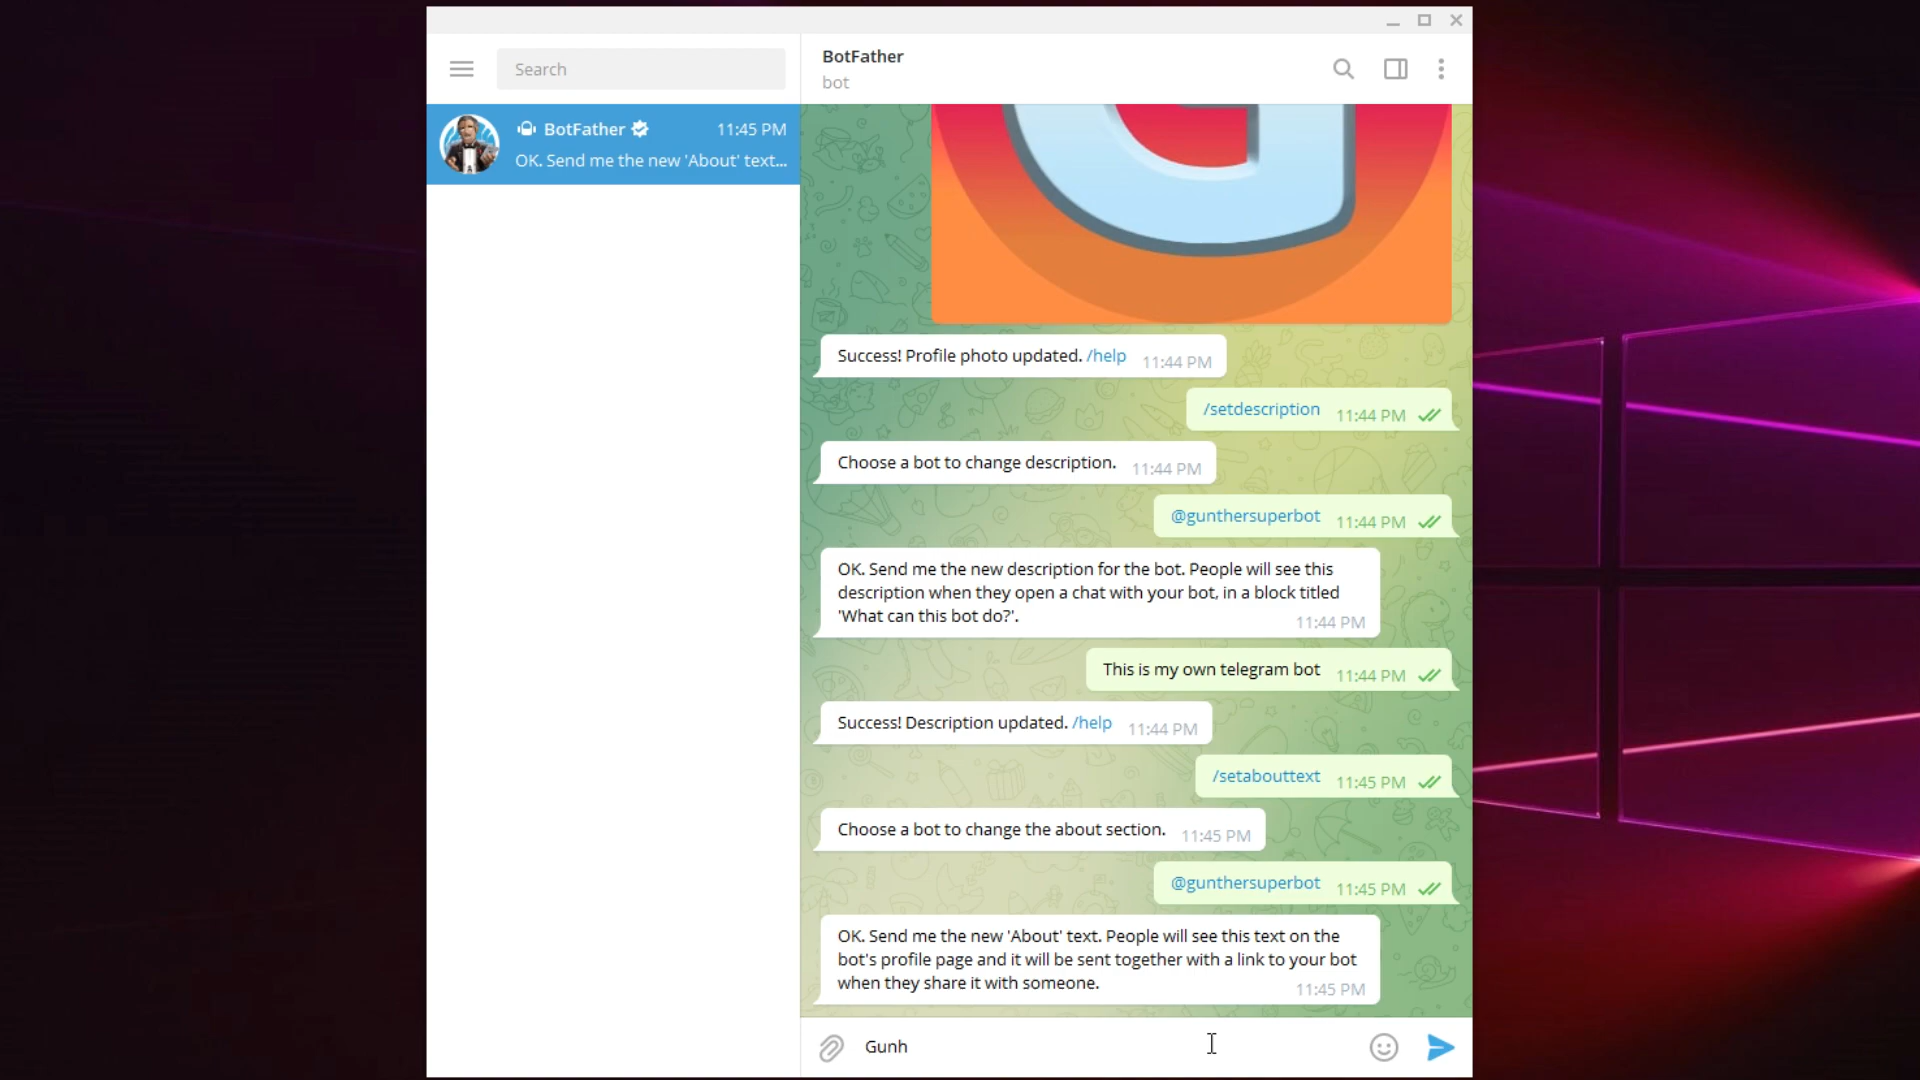 Search
BotFather
bot
BotFather 11:45 PM
OK. Send me the new 'About' text...
G
Success! Profile photo updated. /help 11:44 PM
/setdescription 11:44 PM
Choose a bot to change description. 11:44 PM
@gunthersuperbot 11:44 PM
OK. Send me the new description for the bot. People will see this
description when they open a chat with your bot, in a block titled
'What can this bot do?'. 11:44 PM
This is my own telegram bot 11:44 PM
Success! Description updated. /help 11:44 PM
/setabouttext 11:45 PM
Choose a bot to change the about section. 11:45 PM
@gunthersuperbot 11:45 PM
OK. Send me the new 'About' text. People will see this text on the
bot's profile page and it will be sent together with a link to your bot
when they share it with someone. 11:45 PM
Gunh